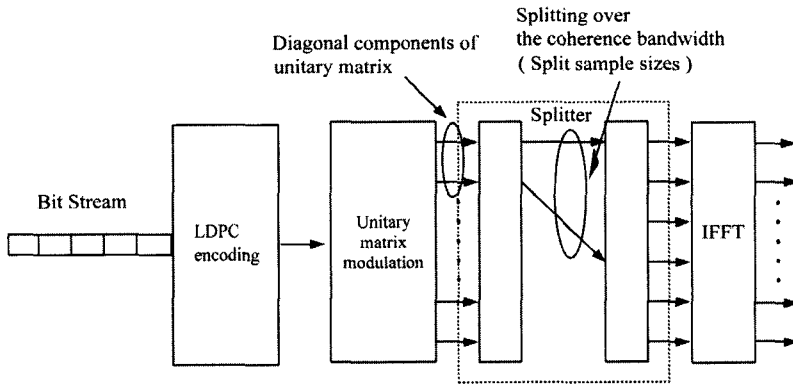 Splitting over
the coherence bandwidth
( Split sample sizes )
Diagonal components of
unitary matrix
Splitter
Bit Stream
LDPC
encoding
Unitary
matrix
modulation
IFFT